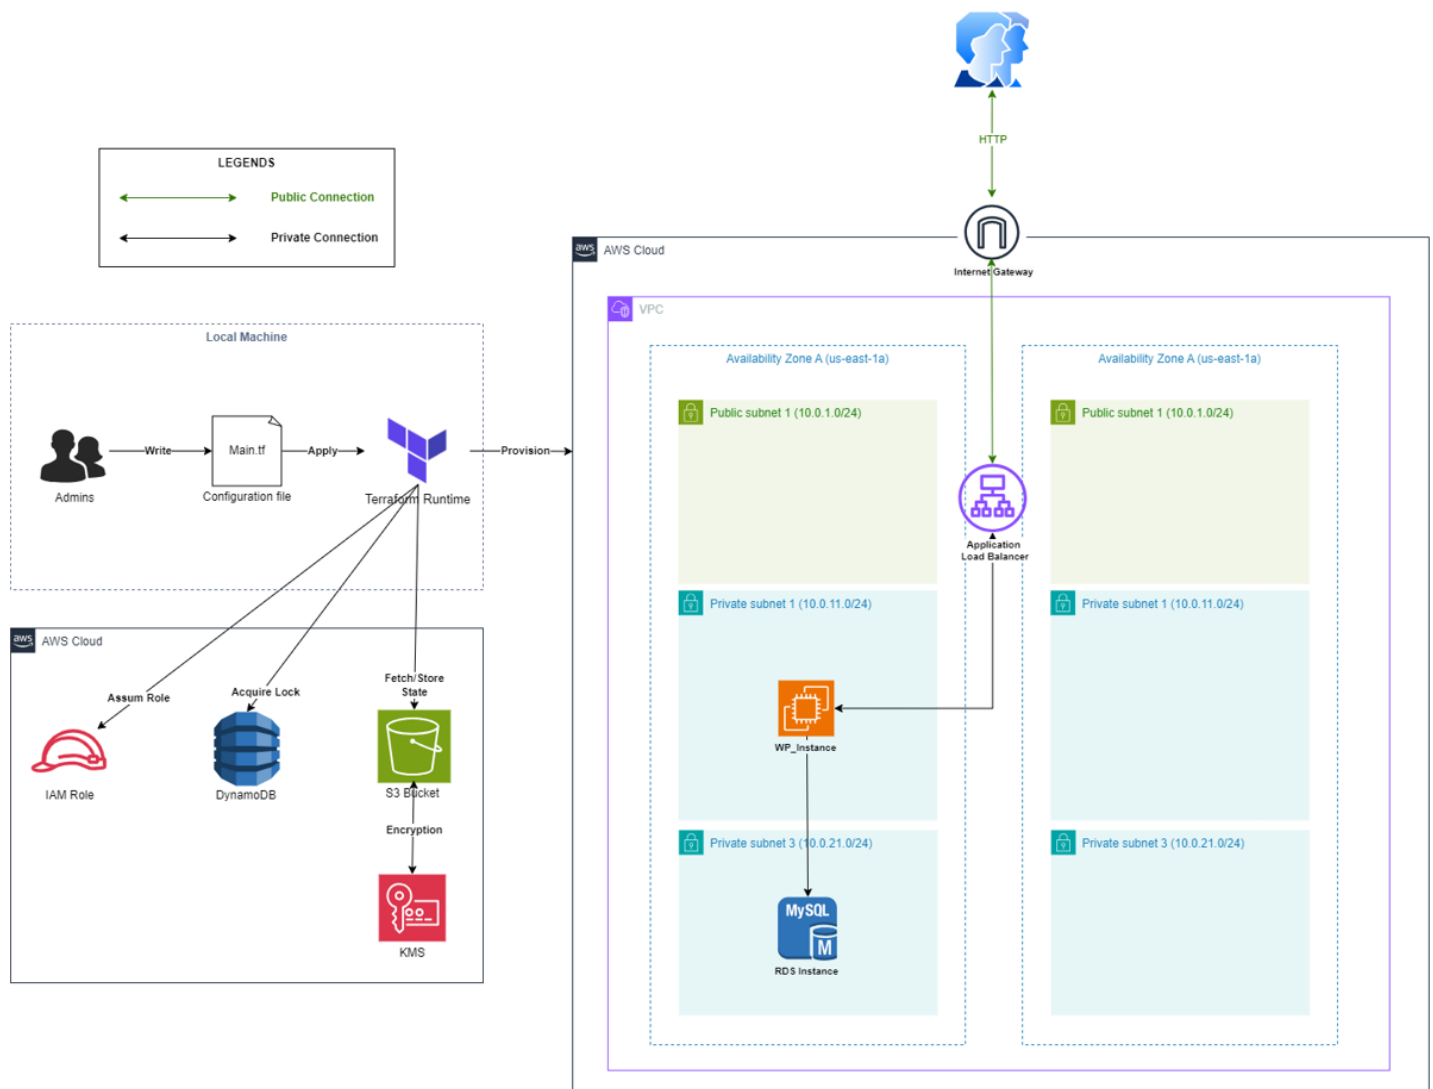 HTTP
LEGENDS
Public Connection
Private Connection
aws
AWS Cloud
Internet Gateway
VPC
Local Machine
Admins
Write
Main.tf
Configuration file
Apply
Terraform Runtime
Provision
Availability Zone A (us-east-1a)
Availability Zone A (us-east-1a)
Public subnet 1 (10.0.1.0/24)
Public subnet 1 (10.0.1.0/24)
Application
Load Balancer
Private subnet 1 (10.0.11.0/24)
Private subnet 1 (10.0.11.0/24)
WP_Instance
Private subnet 3 (10.0.21.0/24)
Private subnet 3 (10.0.21.0/24)
MySQL
M
RDS Instance
aws
AWS Cloud
Assum Role
Acquire Lock
Fetch/Store
State
IAM Role
DynamoDB
S3 Bucket
Encryption
KMS